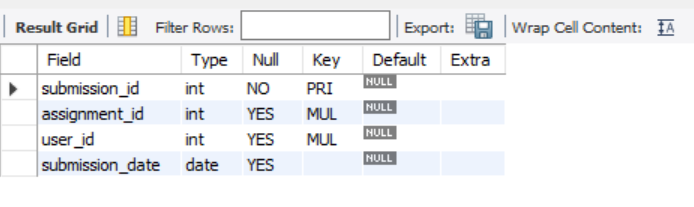 Result Grid Filter Rows: Export: Wrap Cell Content: IA
Field Type Null Key Default Extra
submission_id int NO PRI NULL
assignment_id int YES MUL NULL
user_id int YES MUL NULL
submission_date date YES NULL